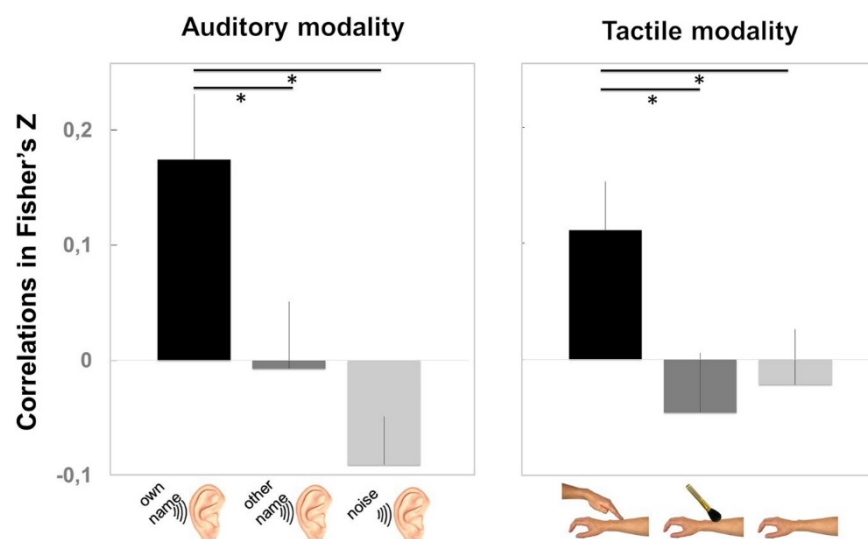 Auditory modality
Tactile modality
*
*
*
*
Correlations in Fisher's Z
0,2
0,1
0
-0,1
own
name
other
name
noise